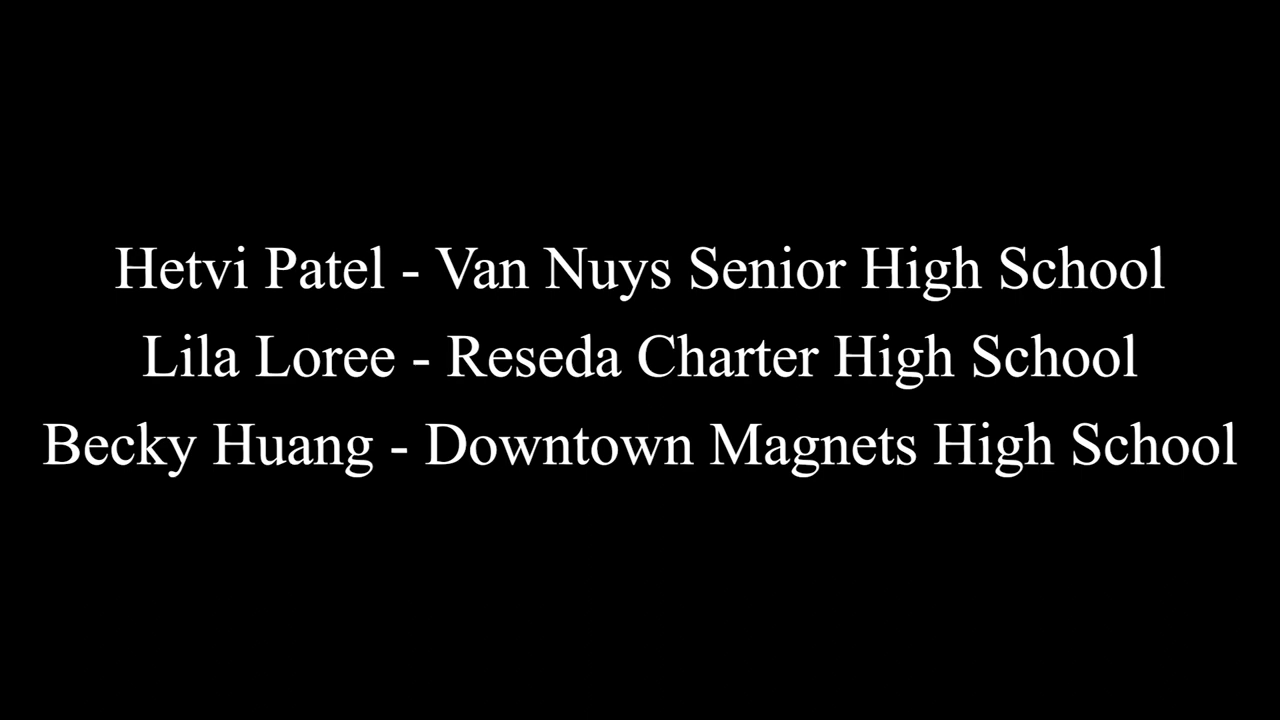 Hetvi Patel - Van Nuys Senior High School
Lila Loree - Reseda Charter High School
Becky Huang - Downtown Magnets High School